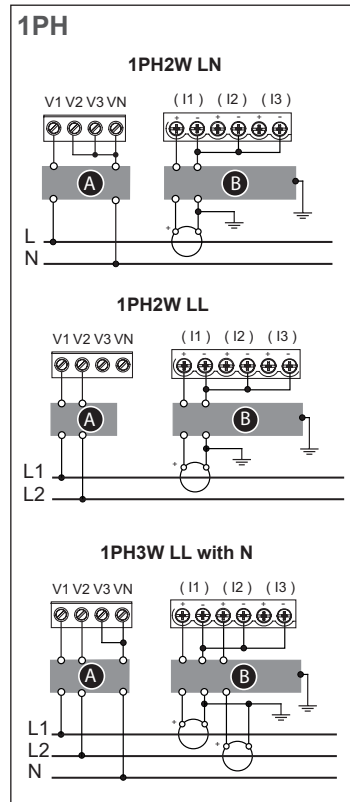 1PH
1PH2W LN
V1 V2 V3 VN ( I1 ) ( I2 ) ( I3 )
+ - + - + -
A B
+
L
N
1PH2W LL
V1 V2 V3 VN ( I1 ) ( I2 ) ( I3 )
+ - + - + -
A B
+
L1
L2
1PH3W LL with N
V1 V2 V3 VN ( I1 ) ( I2 ) ( I3 )
+ - + - + -
A B
L1 + +
L2
N